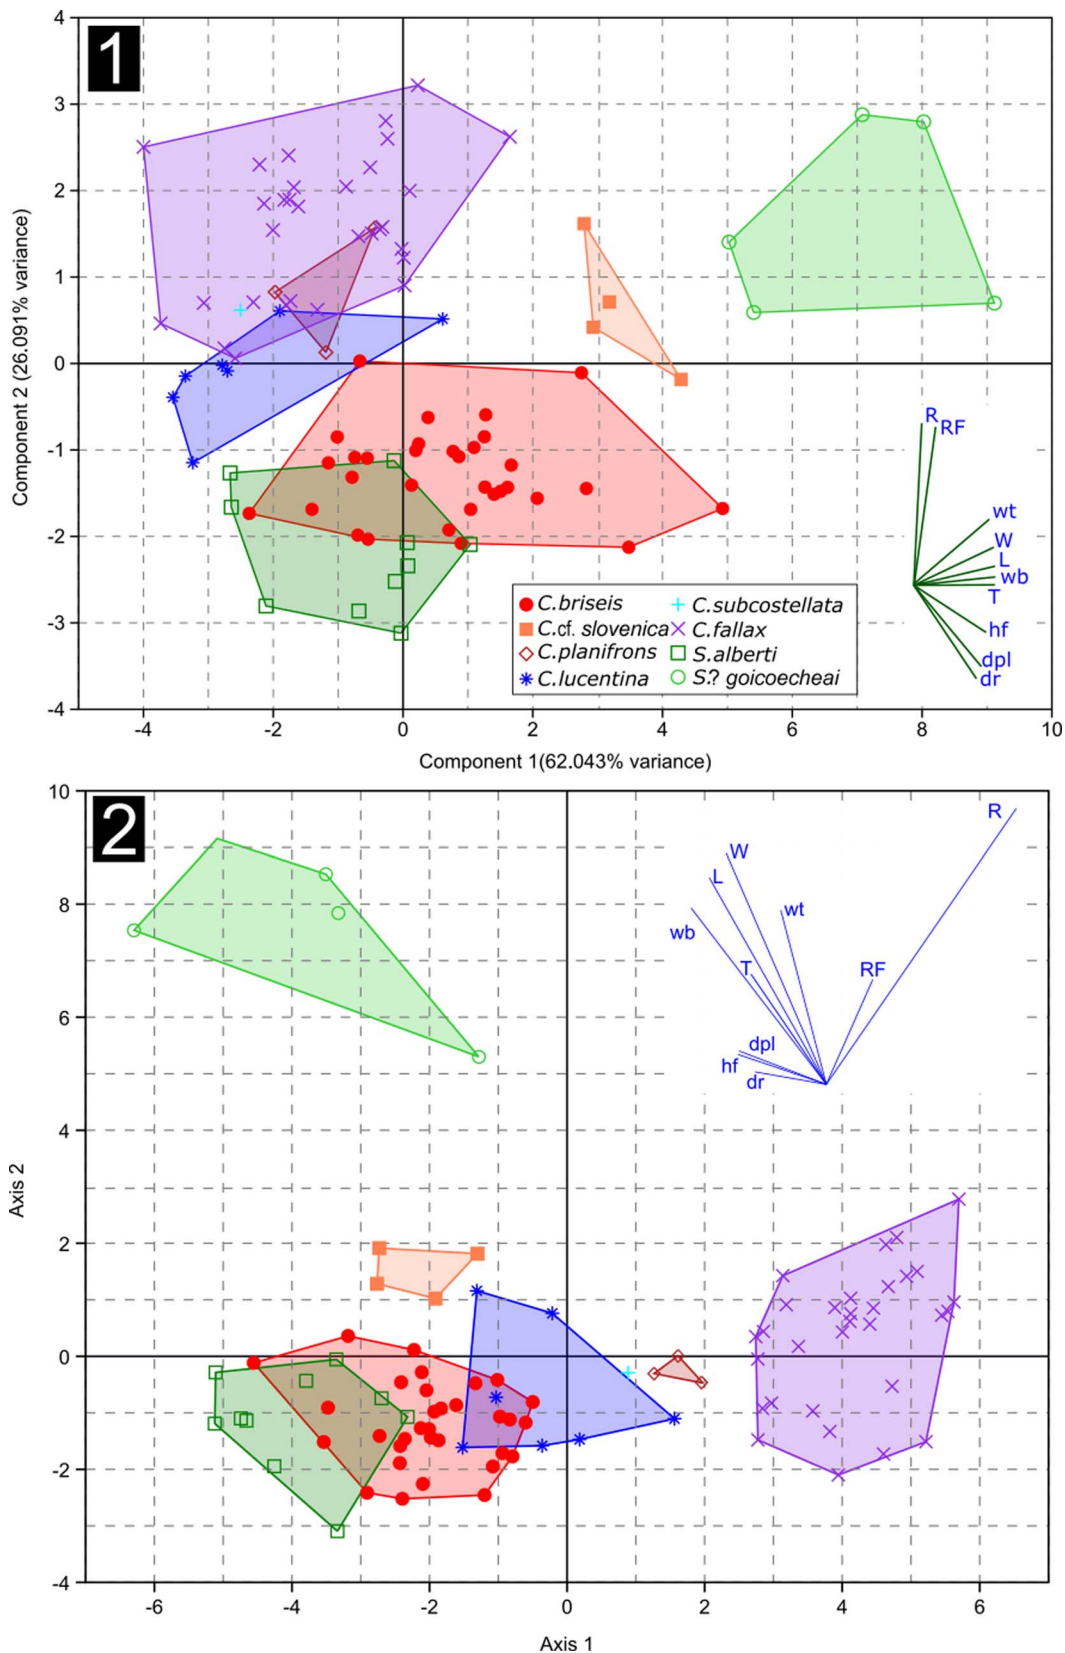 1
4
3
2
1
0
-1
-2
-3
-4
Component 2 (26.091% variance)
R
RF
wt
W
L
wb
T
hf
dpl
dr
C.briseis
C.cf. slovenica
C.planifrons
C.lucentina
C.subcostellata
C.fallax
S.alberti
S.? goicoecheai
-4 -2 0 2 4 6 8 10
Component 1(62.043% variance)
2
10
8
6
4
2
0
-2
-4
Axis 2
R
W
L
wt
wb
T
RF
dpl
hf
dr
-6 -4 -2 0 2 4 6
Axis 1